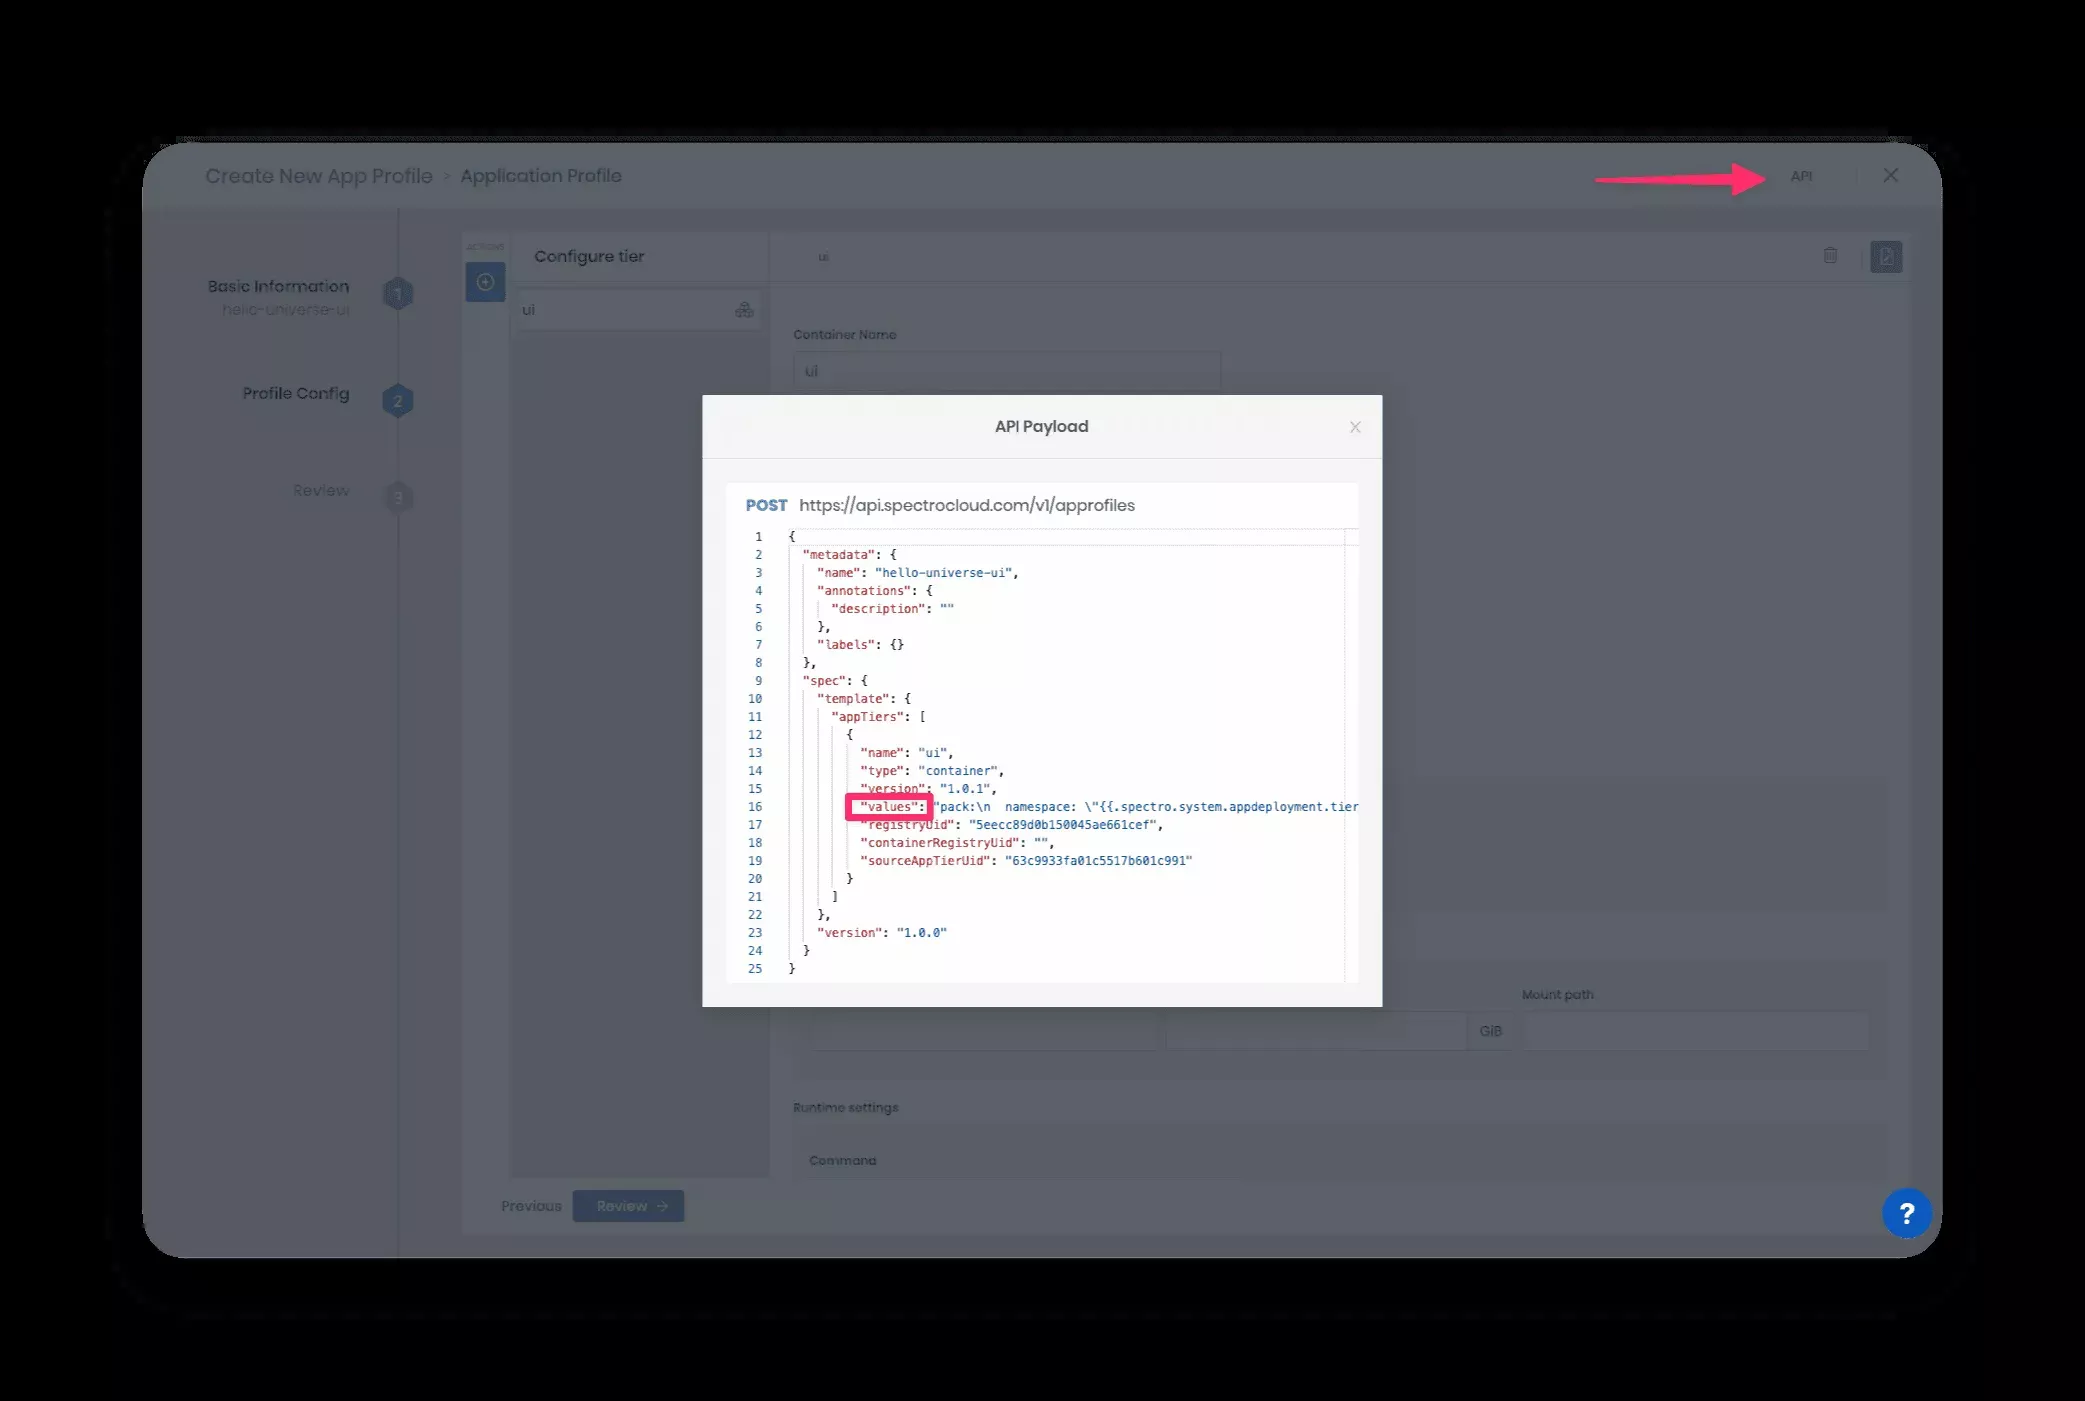 Create New App Profile > Application Profile
API
ACTIONS
Configure tier
ui
Basic Information
hello-universe-ui
1
ui
Container Name
ui
Profile Config
2
Review
3
API Payload
POST https://api.spectrocloud.com/v1/approfiles
1 {
2 "metadata": {
3 "name": "hello-universe-ui",
4 "annotations": {
5 "description": ""
6 },
7 "labels": {}
8 },
9 "spec": {
10 "template": {
11 "appTiers": [
12 {
13 "name": "ui",
14 "type": "container",
15 "version": "1.0.1",
16 "values": "pack:\n  namespace: \"{{.spectro.system.appdeployment.tier
17 "registryUid": "5eecc89d0b150045ae661cef",
18 "containerRegistryUid": "",
19 "sourceAppTierUid": "63c9933fa01c5517b601c991"
20 }
21 ]
22 },
23 "version": "1.0.0"
24 }
25 }
Mount path
GiB
Runtime settings
Command
Previous
Review →
?